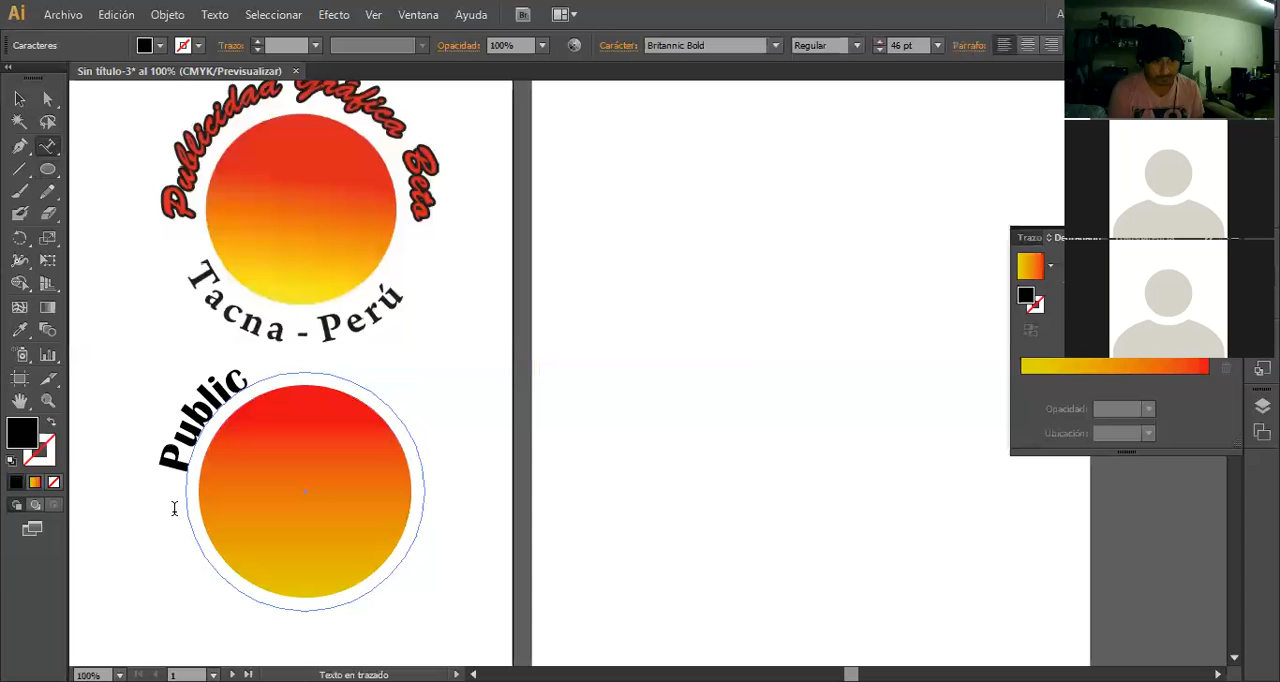 Ai
Archivo Edición Objeto Texto Seleccionar Efecto Ver Ventana Ayuda Br
Caracteres Trazo: Opacidad: 100% Carácter: Britannic Bold Regular 46 pt Párrafo:
Sin título-3* al 100% (CMYK/Previsualizar) ×
Publicidad Gráfica Beta
Tacna - Perú
Public
Trazo
Opacidad:
Ubicación:
100% 1 Texto en trazado